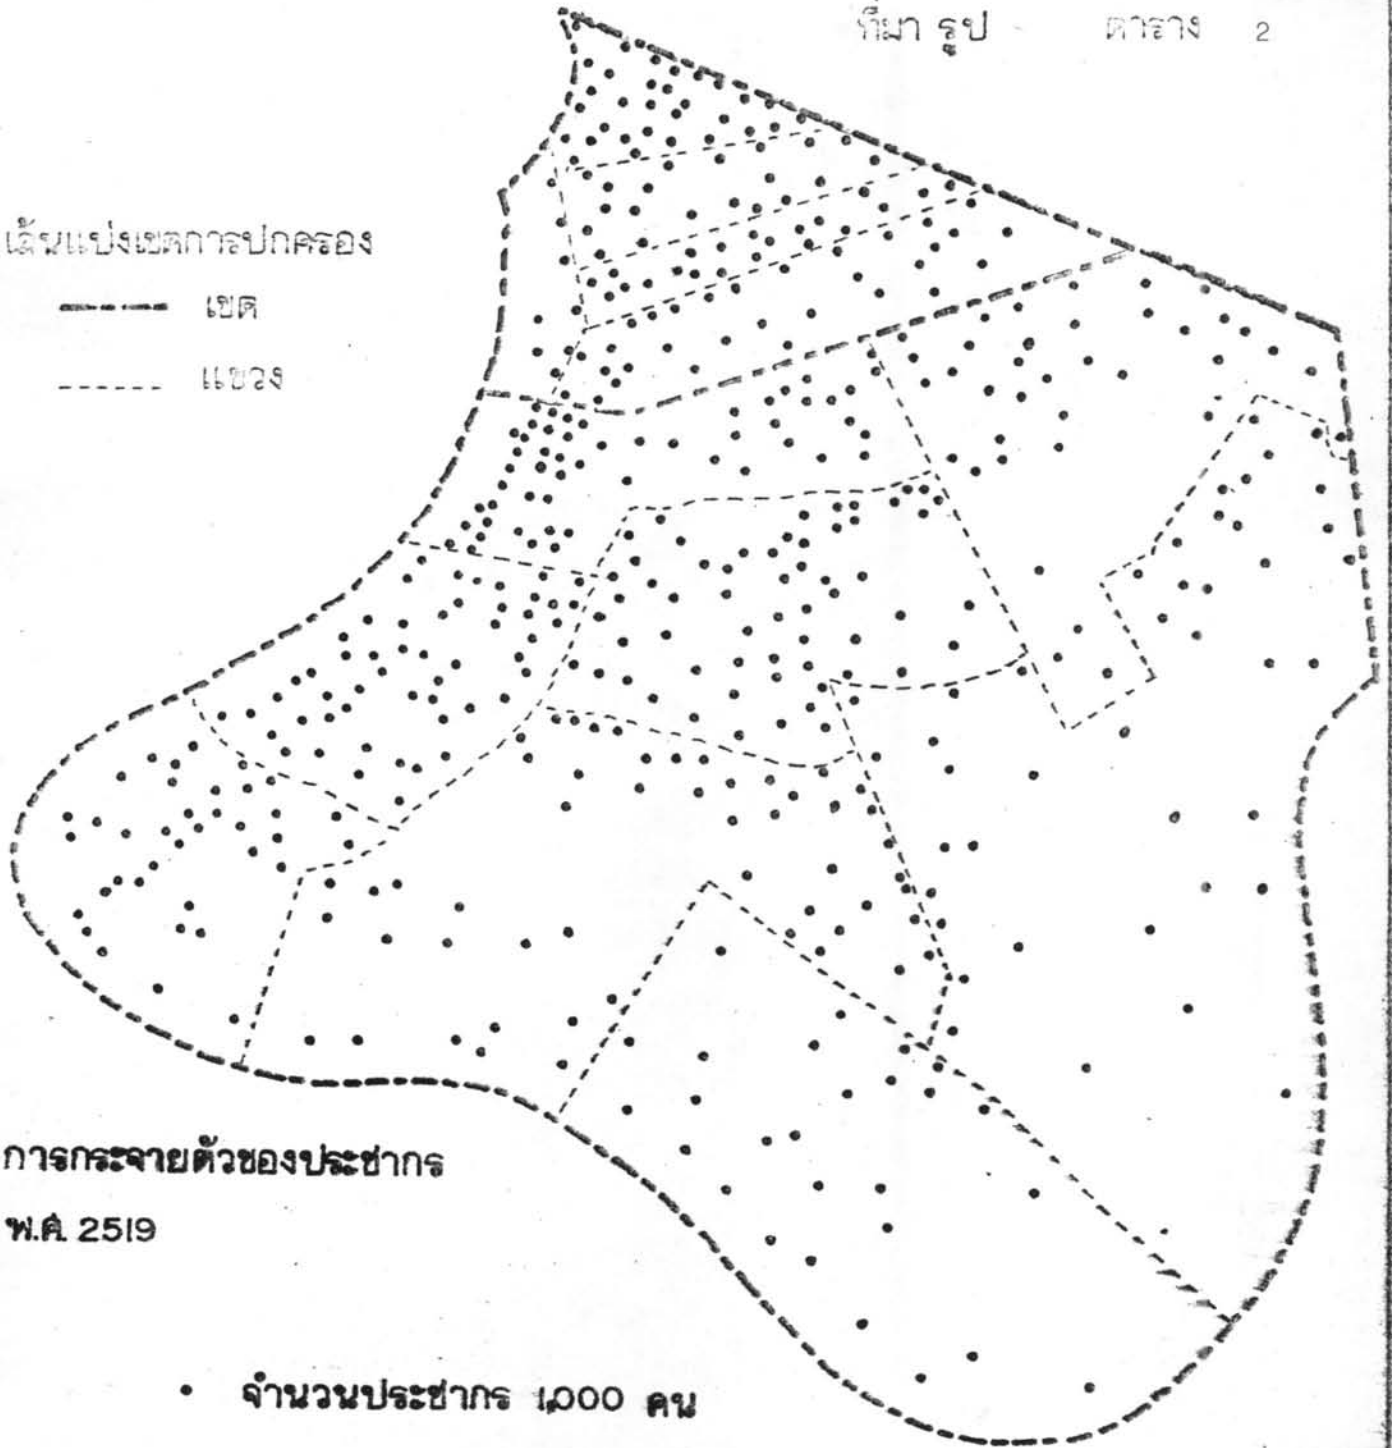 ที่มา รูป ตาราง 2
เส้นแบ่งเขตการปกครอง
เขต
แขวง
การกระจายตัวของประชากร
พ.ศ. 2519
จำนวนประชากร 1,000 คน